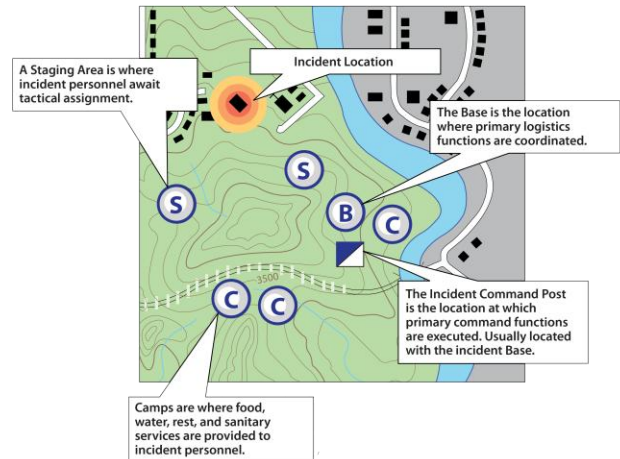 Incident Location
A Staging Area is where
incident personnel await
tactical assignment.
The Base is the location
where primary logistics
functions are coordinated.
S
S
B
C
3500
C
C
The Incident Command Post
is the location at which
primary command functions
are executed. Usually located
with the incident Base.
Camps are where food,
water, rest, and sanitary
services are provided to
incident personnel.